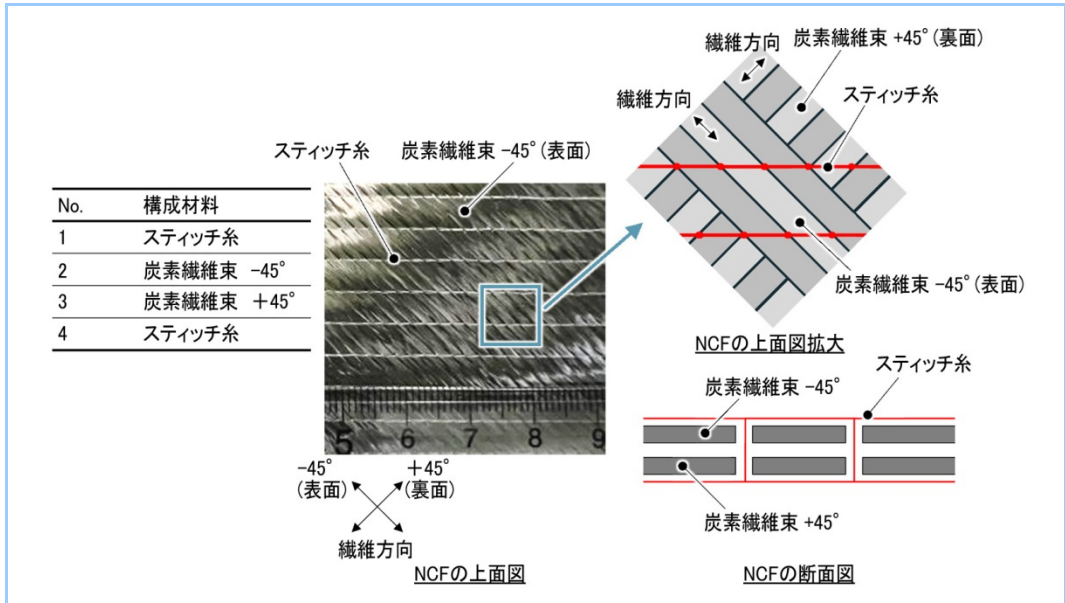 No. 構成材料
1 スティッチ糸
2 炭素繊維束 -45°
3 炭素繊維束 +45°
4 スティッチ糸
スティッチ糸
炭素繊維束 -45°(表面)
5 6 7 8 9
-45°
(表面)
+45°
(裏面)
繊維方向
NCFの上面図
繊維方向
炭素繊維束 +45°(裏面)
繊維方向
スティッチ糸
炭素繊維束 -45°(表面)
NCFの上面図拡大
スティッチ糸
炭素繊維束 -45°
炭素繊維束 +45°
NCFの断面図